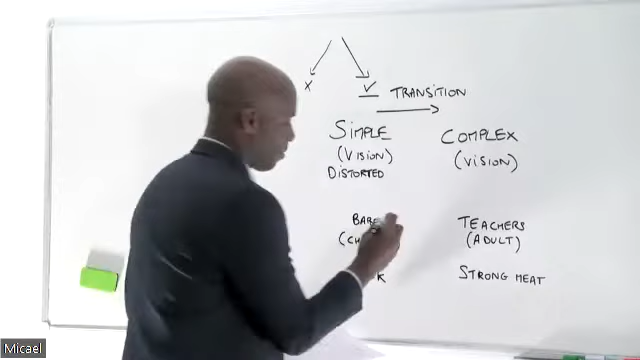 x ✓ TRANSITION
SIMPLE COMPLEX
(VISION) (VISION)
DISTORTED
TEACHERS
(ADULT)
STRONG MEAT
Micael